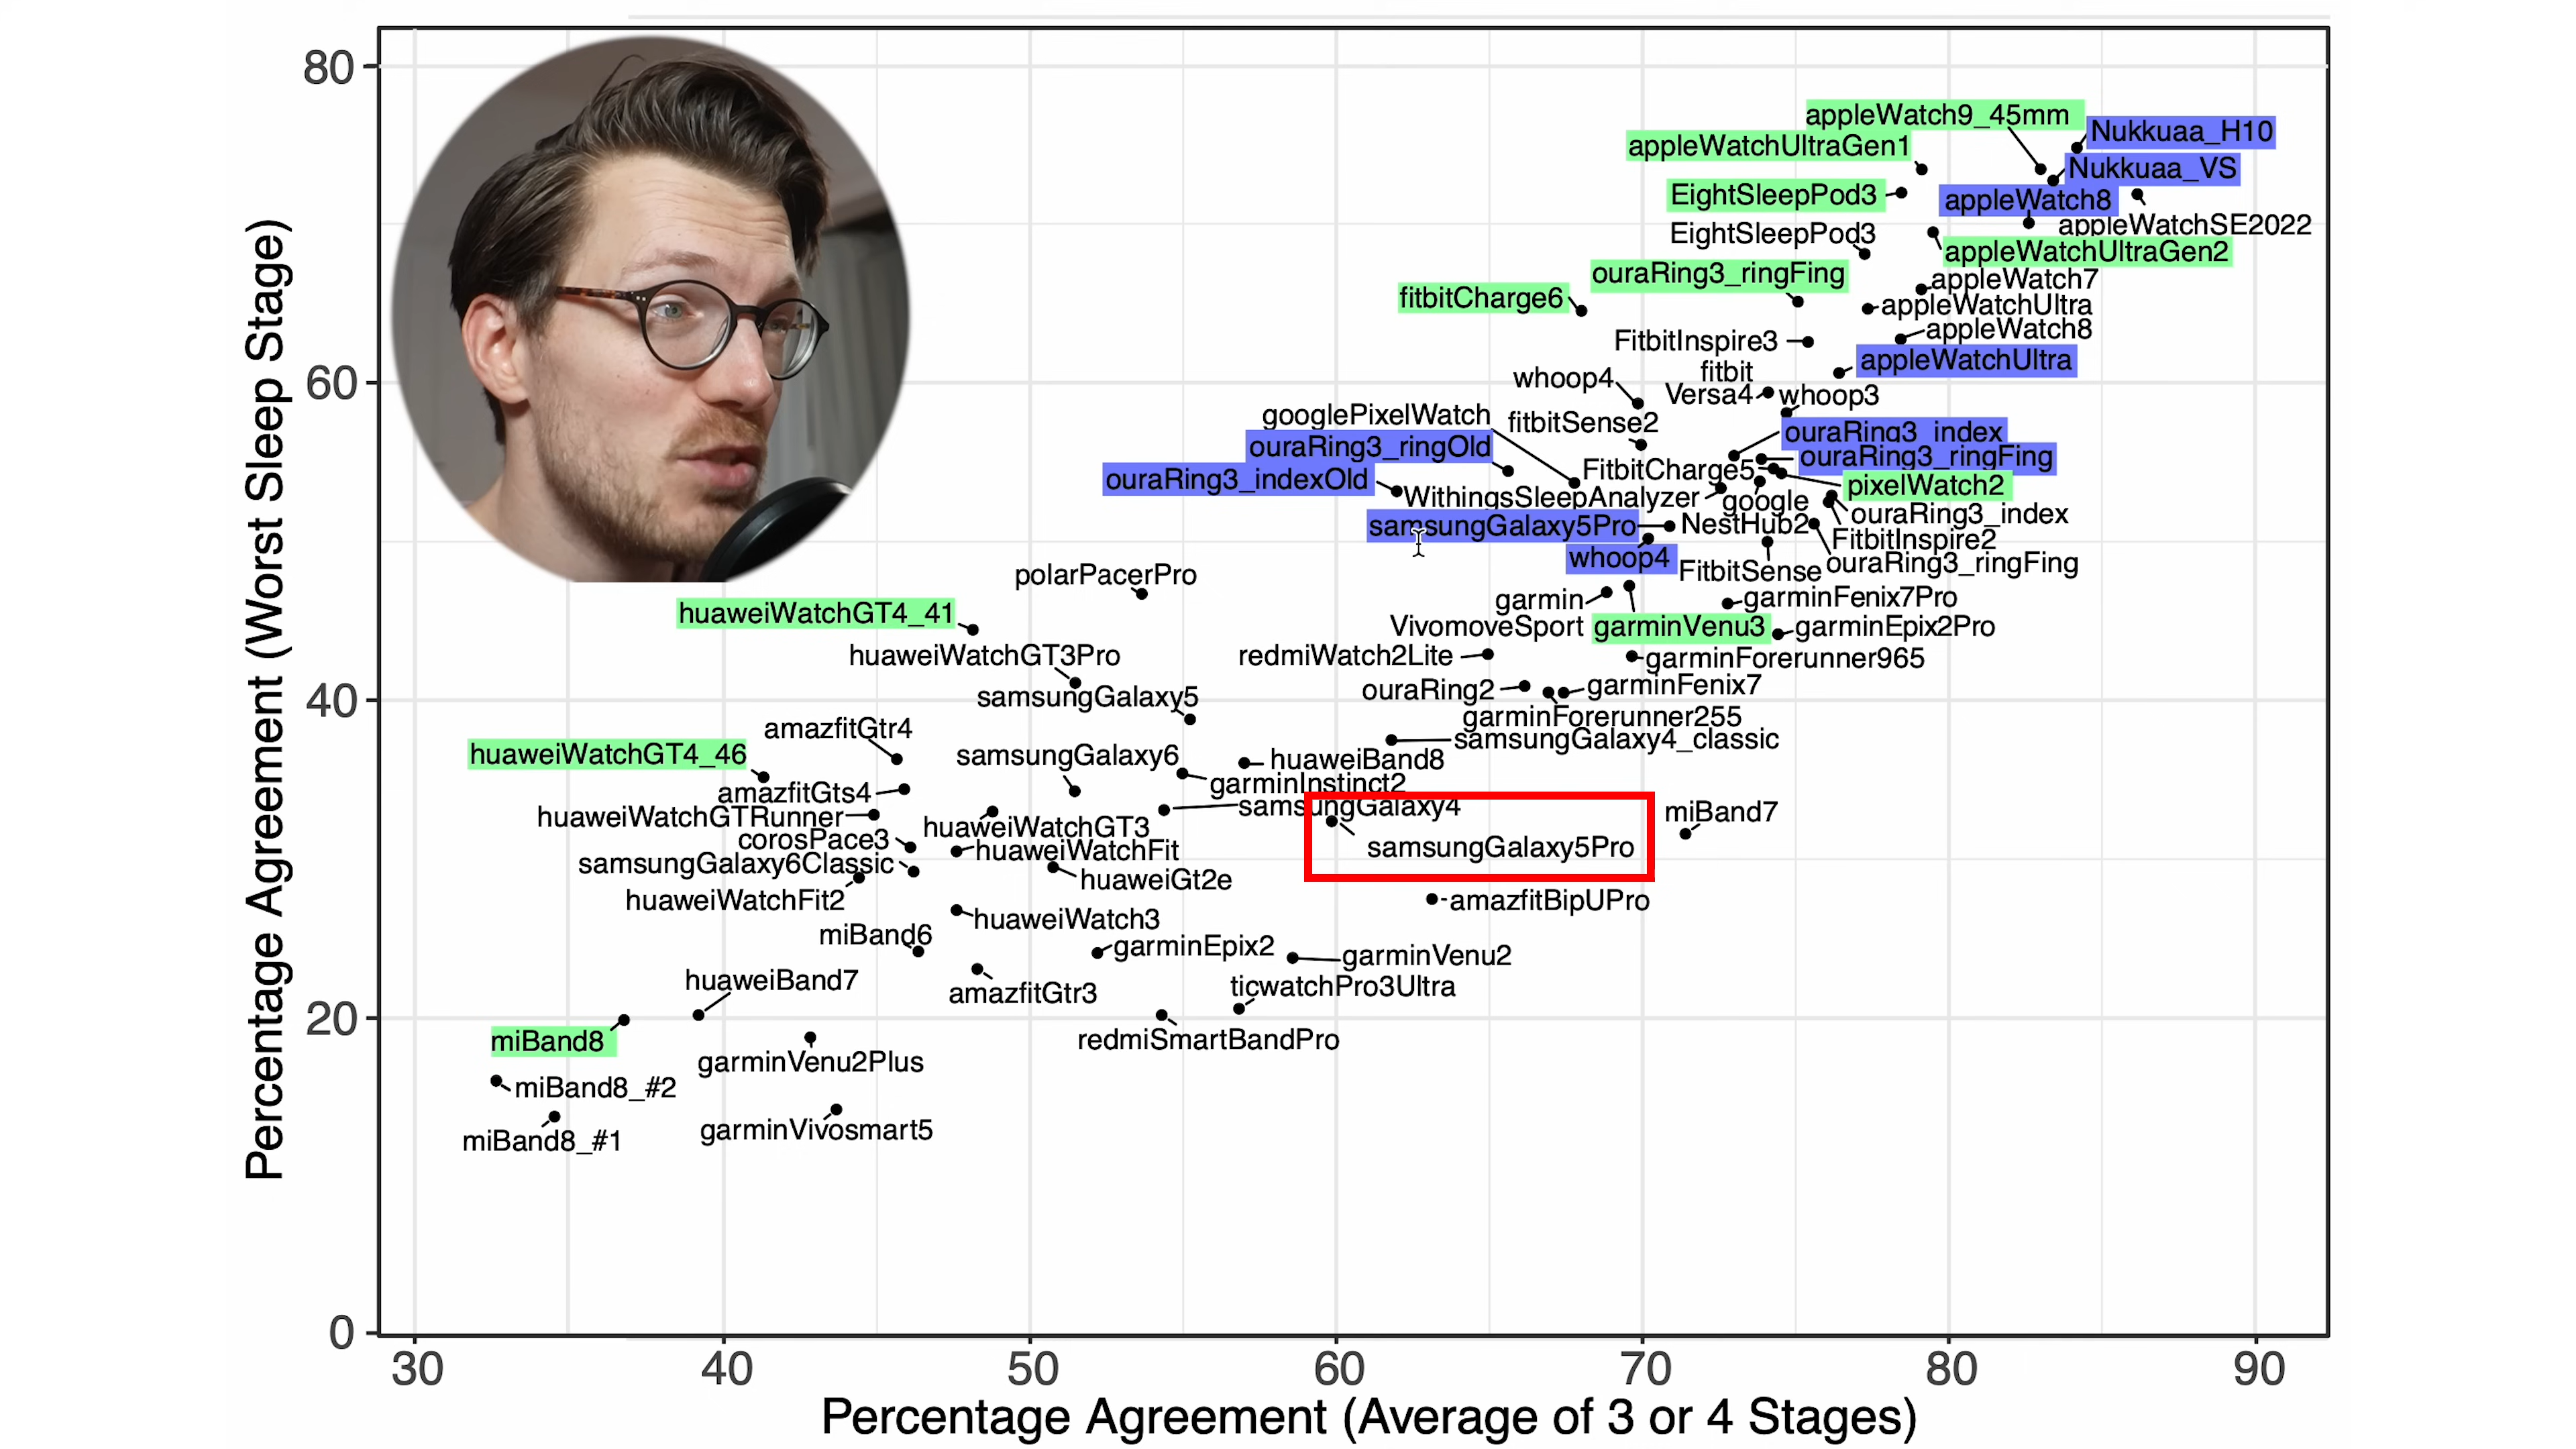 80
60
40
20
0
Percentage Agreement (Worst Sleep Stage)
appleWatch9_45mm
Nukkuaa_H10
appleWatchUltraGen1
Nukkuaa_VS
EightSleepPod3
appleWatch8
appleWatchSE2022
EightSleepPod3
appleWatchUltraGen2
ouraRing3_ringFing
appleWatch7
fitbitCharge6
appleWatchUltra
appleWatch8
FitbitInspire3
appleWatchUltra
fitbit
Versa4
whoop4
whoop3
googlePixelWatch
fitbitSense2
ouraRing3_index
ouraRing3_ringOld
ouraRing3_ringFing
FitbitCharge5
ouraRing3_indexOld
pixelWatch2
WithingsSleepAnalyzer
google
NestHub2
ouraRing3_index
samsungGalaxy5Pro
FitbitInspire2
whoop4
ouraRing3_ringFing
FitbitSense
polarPacerPro
garmin
VivomoveSport
garminFenix7Pro
huaweiWatchGT4_41
garminVenu3
garminEpix2Pro
huaweiWatchGT3Pro
redmiWatch2Lite
garminForerunner965
samsungGalaxy5
ouraRing2
garminFenix7
garminForerunner255
amazfitGtr4
samsungGalaxy4_classic
huaweiWatchGT4_46
samsungGalaxy6
huaweiBand8
garminInstinct2
amazfitGts4
samsungGalaxy4
huaweiWatchGTRunner
huaweiWatchGT3
miBand7
corosPace3
huaweiWatchFit
samsungGalaxy5Pro
samsungGalaxy6Classic
huaweiGt2e
huaweiWatchFit2
amazfitBipUPro
huaweiWatch3
miBand6
garminEpix2
garminVenu2
huaweiBand7
amazfitGtr3
ticwatchPro3Ultra
miBand8
redmiSmartBandPro
garminVenu2Plus
miBand8_#2
garminVivosmart5
miBand8_#1
30 40 50 60 70 80 90
Percentage Agreement (Average of 3 or 4 Stages)